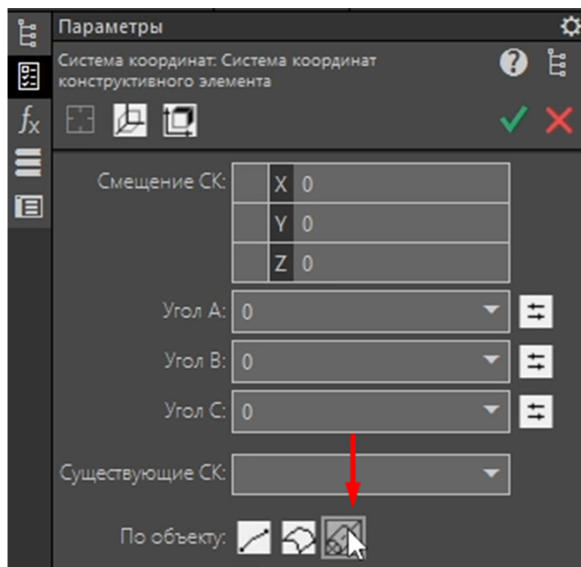 Параметры
Система координат: Система координат
конструктивного элемента
fx
Смещение СК:
X 0
Y 0
Z 0
Угол A: 0
Угол B: 0
Угол C: 0
Существующие СК:
По объекту: